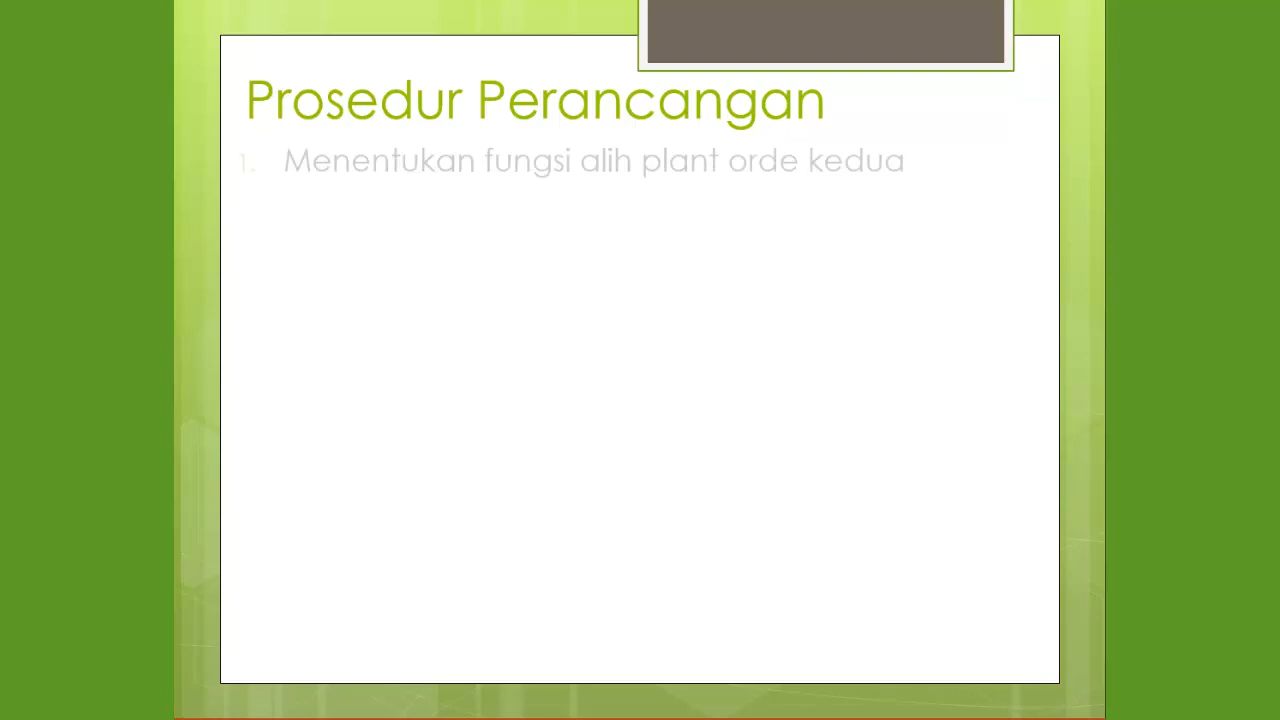 Prosedur Perancangan
1. Menentukan fungsi alih plant orde kedua